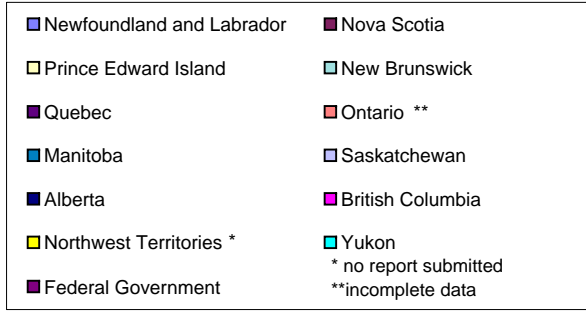 Newfoundland and Labrador Nova Scotia
Prince Edward Island New Brunswick
Quebec Ontario **
Manitoba Saskatchewan
Alberta British Columbia
Northwest Territories * Yukon
* no report submitted
Federal Government **incomplete data